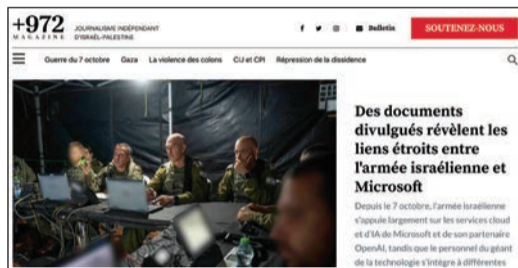 +972
MAGAZINE
JOURNALISME INDÉPENDANT
D'ISRAËL-PALESTINE
Bulletin
SOUTENEZ-NOUS
Guerre du 7 octobre Gaza La violence des colons CIJ et CPI Répression de la dissidence
Des documents
divulgués révèlent les
liens étroits entre
l'armée israélienne et
Microsoft
Depuis le 7 octobre, l'armée israélienne
s'appuie largement sur les services cloud
et d'IA de Microsoft et de son partenaire
OpenAI, tandis que le personnel du géant
de la technologie s'intègre à différentes